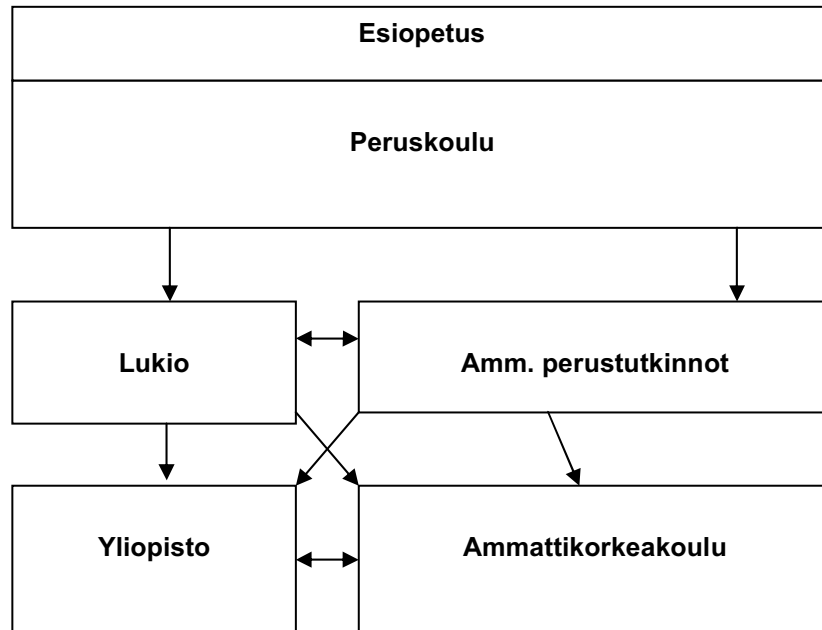 Esiopetus
Peruskoulu
Lukio
Amm. perustutkinnot
Yliopisto
Ammattikorkeakoulu